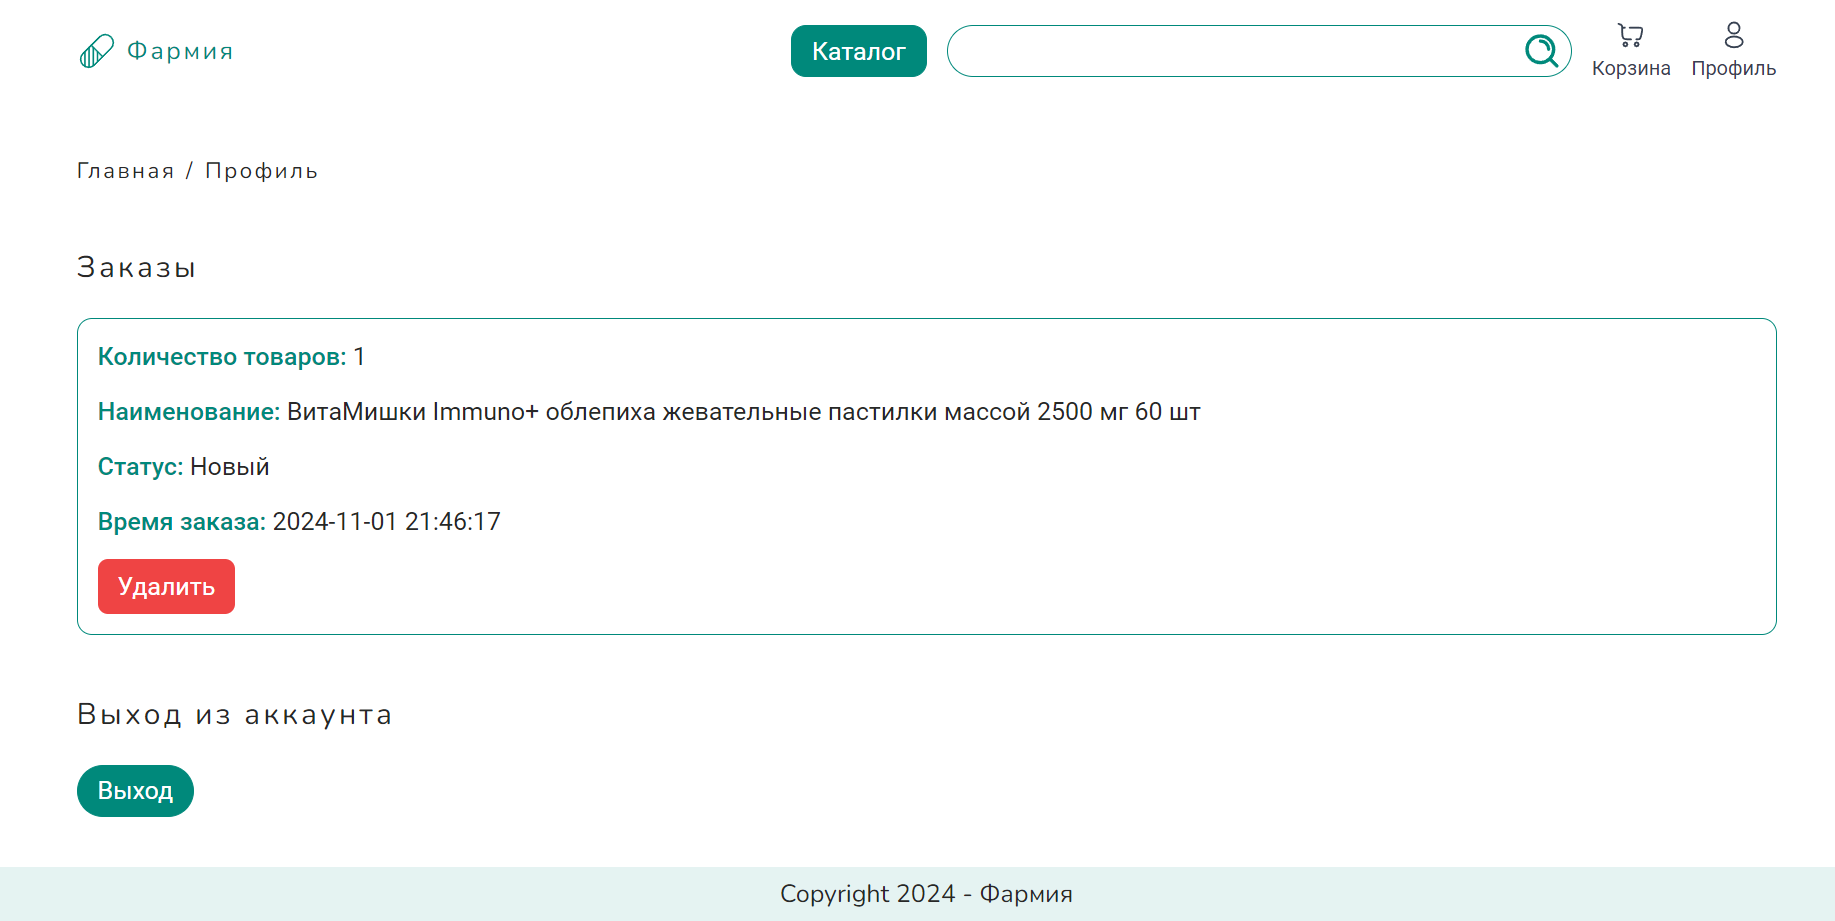 Фармия
Каталог
Корзина
Профиль
Главная / Профиль
Заказы
Количество товаров: 1
Наименование: ВитаМишки Immuno+ облепиха жевательные пастилки массой 2500 мг 60 шт
Статус: Новый
Время заказа: 2024-11-01 21:46:17
Удалить
Выход из аккаунта
Выход
Copyright 2024 - Фармия